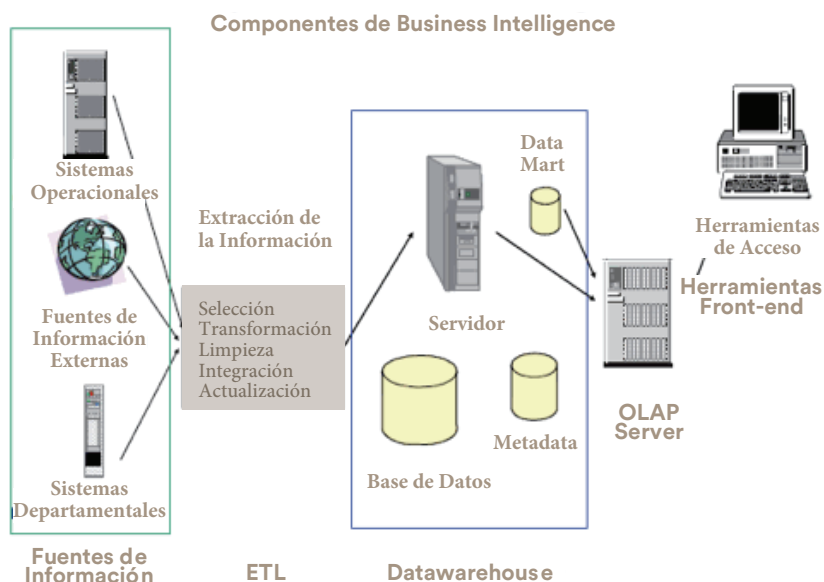 Componentes de Business Intelligence
Sistemas
Operacionales
Fuentes de
Información
Externas
Sistemas
Departamentales
Fuentes de
Información
Extracción de
la Información
Selección
Transformación
Limpieza
Integración
Actualización
ETL
Data
Mart
Servidor
Base de Datos
Metadata
Datawarehouse
OLAP
Server
Herramientas
de Acceso
Herramientas
Front-end